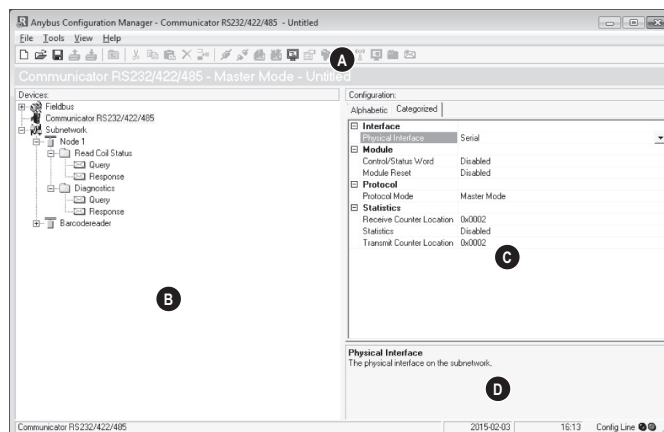 Anybus Configuration Manager - Communicator RS232/422/485 - Untitled
File Tools View Help
A
Communicator RS232/422/485 - Master Mode - Untitled
Devices:
Fieldbus
Communicator RS232/422/485
Subnetwork
Node 1
Read Coil Status
Query
Response
Diagnostics
Query
Response
Barcodereader
B
Configuration:
Alphabetic Categorized
Interface
Physical Interface Serial
Module
Control/Status Word Disabled
Module Reset Disabled
Protocol
Protocol Mode Master Mode
Statistics
Receive Counter Location 0x0002
Statistics Disabled
Transmit Counter Location 0x0002
C
Physical Interface
The physical interface on the subnetwork.
D
Communicator RS232/422/485 2015-02-03 16:13 Config Line